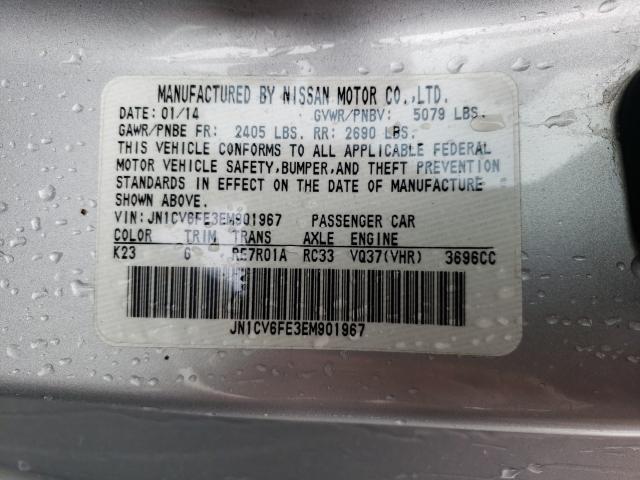 MANUFACTURED BY NISSAN MOTOR CO.,LTD.
DATE: 01/14 GVWR/PNBV: 5079 LBS.
GAWR/PNBE FR: 2405 LBS. RR: 2690 LBS.
THIS VEHICLE CONFORMS TO ALL APPLICABLE FEDERAL
MOTOR VEHICLE SAFETY,BUMPER,AND THEFT PREVENTION
STANDARDS IN EFFECT ON THE DATE OF MANUFACTURE
SHOWN ABOVE.
VIN:JN1CV6FE3EM901967 PASSENGER CAR
COLOR TRIM TRANS AXLE ENGINE
K23 G RE7R01A RC33 VQ37(VHR) 3696CC
JN1CV6FE3EM901967